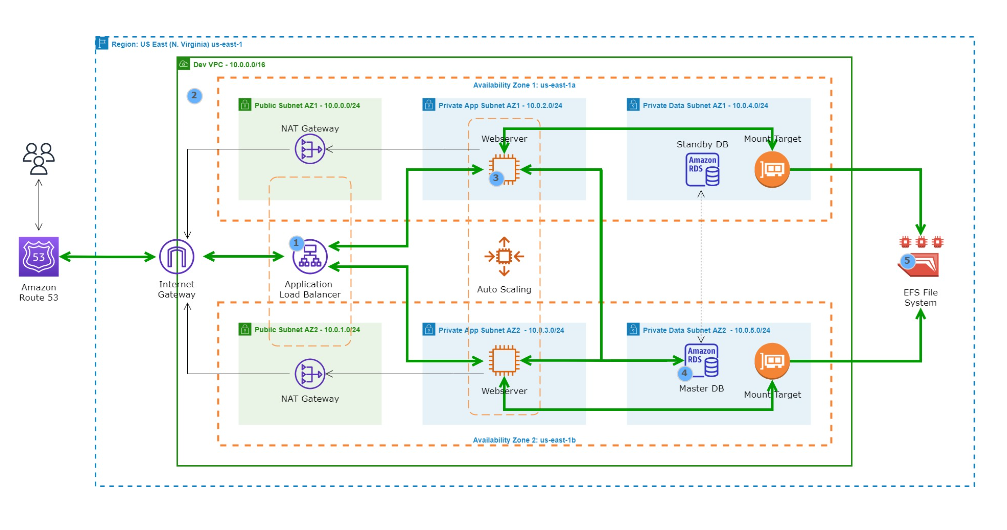 Region: US East (N. Virginia) us-east-1
Dev VPC - 10.0.0.0/16
Availability Zone 1: us-east-1a
2
Public Subnet AZ1 - 10.0.0.0/24
Private App Subnet AZ1 - 10.0.2.0/24
Private Data Subnet AZ1 - 10.0.4.0/24
NAT Gateway
Webserver
3
Standby DB
Amazon
RDS
Mount Target
53
Amazon
Route 53
Internet
Gateway
1
Application
Load Balancer
Auto Scaling
5
EFS File
System
Public Subnet AZ2 - 10.0.1.0/24
Private App Subnet AZ2 - 10.0.3.0/24
Private Data Subnet AZ2 - 10.0.5.0/24
NAT Gateway
Webserver
Amazon
RDS
4
Master DB
Mount Target
Availability Zone 2: us-east-1b